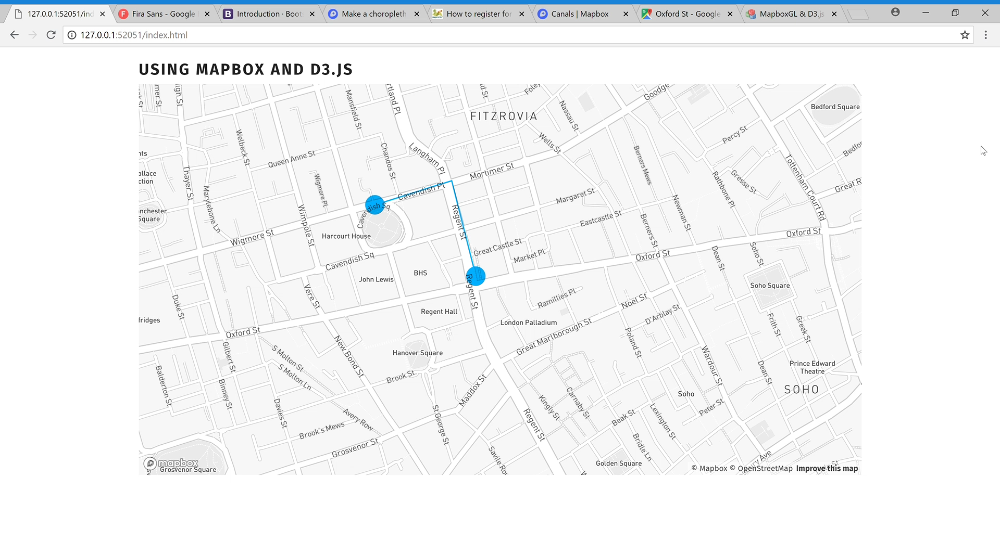 127.0.0.1:52051/ind
Fira Sans - Google
Introduction · Boot
Make a choropleth
How to register for
Canals | Mapbox
Oxford St - Google
MapboxGL & D3.js
127.0.0.1:52051/index.html
USING MAPBOX AND D3.JS
FITZROVIA
Mansfield St
rtland Pl
Foley
Goodge
Nassau St
Bedford Square
Wells St
Percy St
Bedfor
Welbeck St
Queen Anne St
Chandos St
Langham Pl
Mortimer St
Berners Mews
Tottenham Court Rd
nts
allace
ction
Thayer St
Wigmore Pl
Cavendish Pl
Rathbone Pl
Gresse St
Great R
Marylebone Ln
Margaret St
Newman St
nchester
Square
Cavendish Sq
Wimpole St
Regent St
Eastcastle St
Berners St
Wigmore St
Harcourt House
Great Castle St
Market Pl
Oxford St
Oxford St
Dean St
Soho St
Cavendish Sq
John Lewis
BHS
Regent St
Soho Square
Vere St
Duke St
Ramillies Pl
Noel St
D'Arblay St
Regent Hall
London Palladium
fridges
Oxford St
Great Marlborough St
Poland St
Frith St
Greek St
New Bond St
Gilbert St
S Molton St
S Molton Ln
Hanover Square
Wardour St
Dean St
Prince Edward
Theatre
Brook St
Balderton St
Binney St
Maddox St
SOHO
Soho
Davies St
Avery Row
St George St
Kingly St
Carnaby St
Beak St
Lexington St
Peter St
Brook's Mews
Regent St
Grosvenor St
Bridle Ln
Savile Ro
Golden Square
bury Ave
mapbox
Grosvenor Square
© Mapbox © OpenStreetMap Improve this map